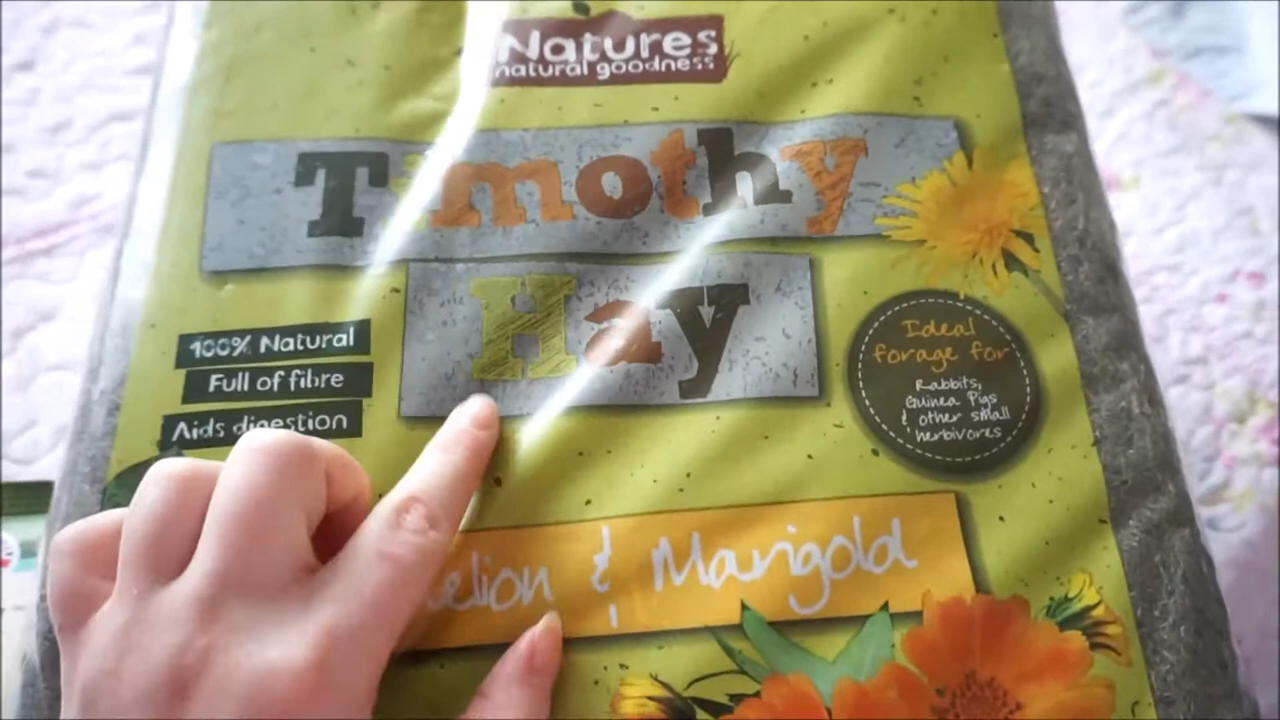 Natures
natural goodness
Timothy
Hay
100% Natural
Full of fibre
Aids digestion
Ideal
forage for
Rabbits,
Guinea Pigs
& other small
herbivores
& Marigold